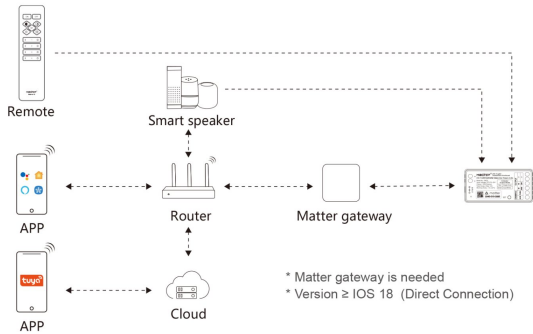 Remote
Smart speaker
APP
Router
Matter gateway
tuya
APP
Cloud
* Matter gateway is needed
* Version ≥ IOS 18 (Direct Connection)